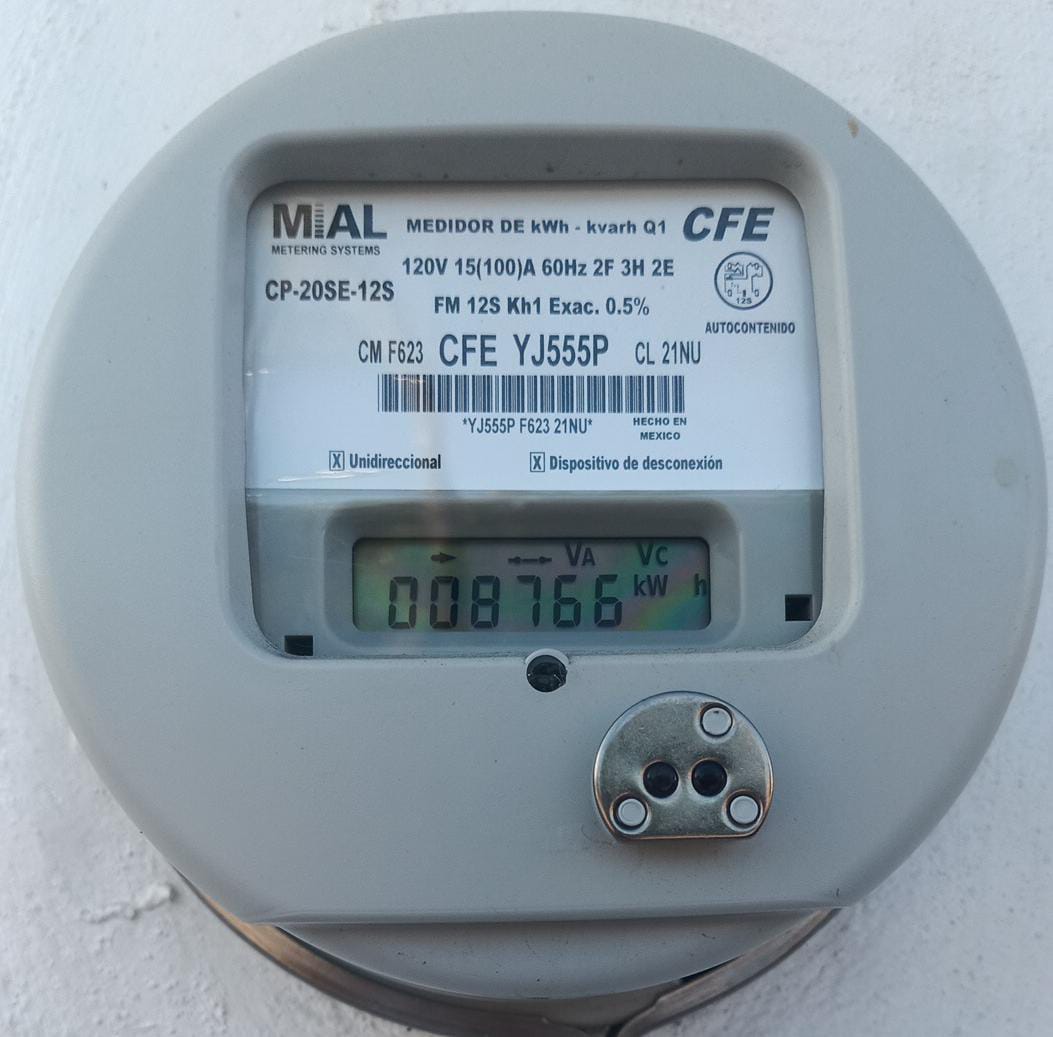 MIAL MEDIDOR DE kWh - kvarh Q1 CFE
METERING SYSTEMS
120V 15(100)A 60Hz 2F 3H 2E
CP-20SE-12S
FM 12S Kh1 Exac. 0.5%
12S
AUTOCONTENIDO
CM F623 CFE YJ555P CL 21NU
*YJ555P F623 21NU*
HECHO EN
MEXICO
X Unidireccional X Dispositivo de desconexión
VA VC
008766 kW h